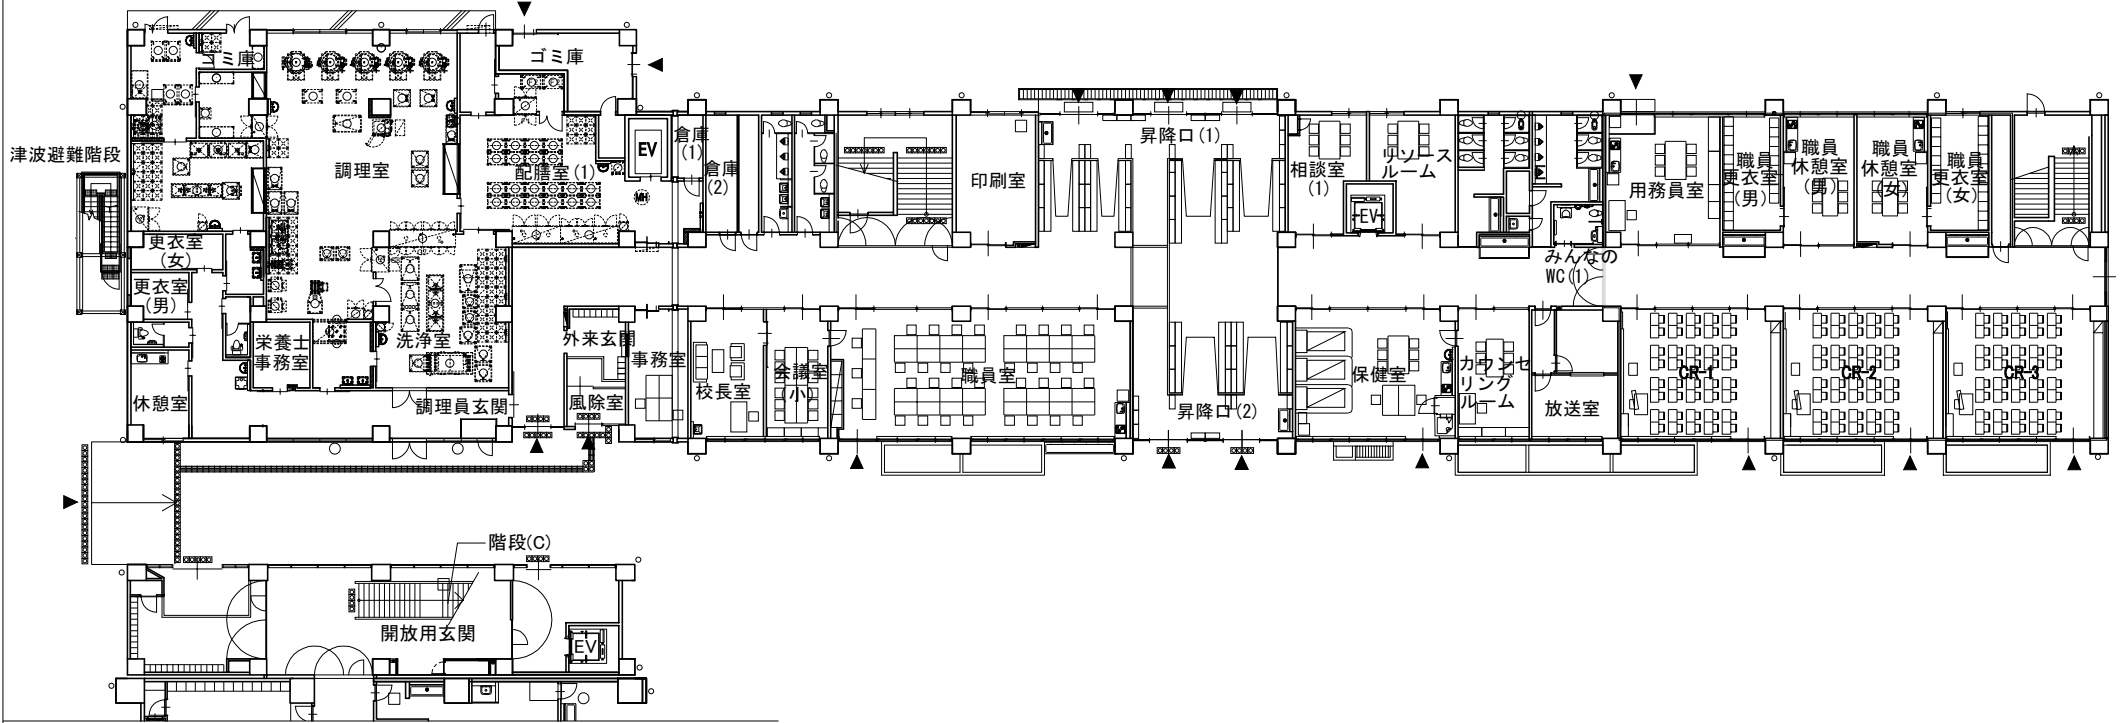 ゴミ庫
ゴミ庫
津波避難階段
調理室
配膳室(1)
EV
倉庫
(1)
倉庫
(2)
MH
印刷室
昇降口(1)
相談室
(1)
リソース
ルーム
EV
用務員室
職員
更衣室
(男)
職員
休憩室
(男)
職員
休憩室
(女)
職員
更衣室
(女)
更衣室
(女)
更衣室
(男)
みんなの
WC(1)
栄養士
事務室
洗浄室
外来玄関
事務室
校長室
会議室
(小)
職員室
昇降口(2)
保健室
カウンセ
リング
ルーム
放送室
CR-1
CR-2
CR-3
休憩室
調理員玄関
風除室
階段(C)
開放用玄関
EV